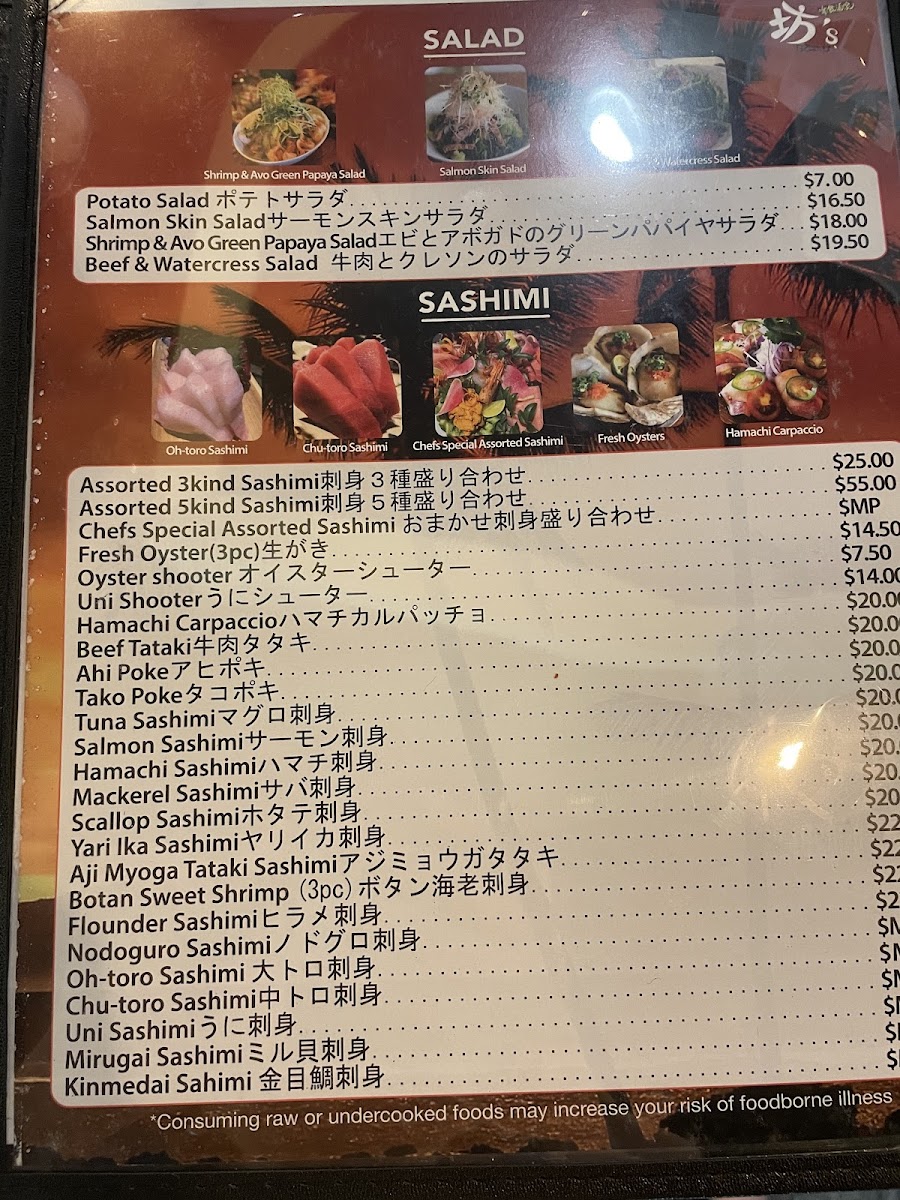 坊's
SALAD
Shrimp & Avo Green Papaya Salad
Salmon Skin Salad
Watercress Salad
Potato Salad ポテトサラダ $7.00
Salmon Skin Saladサーモンスキンサラダ $16.50
Shrimp & Avo Green Papaya Saladエビとアボガドのグリーンパパイヤサラダ $18.00
Beef & Watercress Salad 牛肉とクレソンのサラダ $19.50
SASHIMI
Oh-toro Sashimi
Chu-toro Sashimi
Chefs Special Assorted Sashimi
Fresh Oysters
Hamachi Carpaccio
Assorted 3kind Sashimi刺身３種盛り合わせ $25.00
Assorted 5kind Sashimi刺身５種盛り合わせ $55.00
Chefs Special Assorted Sashimi おまかせ刺身盛り合わせ $MP
Fresh Oyster(3pc)生がき $14.50
Oyster shooter オイスターシューター $7.50
Uni Shooterうにシューター $14.00
Hamachi Carpaccioハマチカルパッチョ $20.00
Beef Tataki牛肉タタキ $20.00
Ahi Pokeアヒポキ $20.0
Tako Pokeタコポキ $20.0
Tuna Sashimiマグロ刺身 $20.0
Salmon Sashimiサーモン刺身 $20.0
Hamachi Sashimiハマチ刺身 $20.
Mackerel Sashimiサバ刺身 $20.
Scallop Sashimiホタテ刺身 $20
Yari Ika Sashimiヤリイカ刺身 $22
Aji Myoga Tataki Sashimiアジミョウガタタキ $22
Botan Sweet Shrimp (3pc)ボタン海老刺身 $22
Flounder Sashimiヒラメ刺身 $2
Nodoguro Sashimiノドグロ刺身 $M
Oh-toro Sashimi 大トロ刺身 $M
Chu-toro Sashimi中トロ刺身 $M
Uni Sashimiうに刺身 $M
Mirugai Sashimiミル貝刺身 $
Kinmedai Sahimi 金目鯛刺身 $
*Consuming raw or undercooked foods may increase your risk of foodborne illness